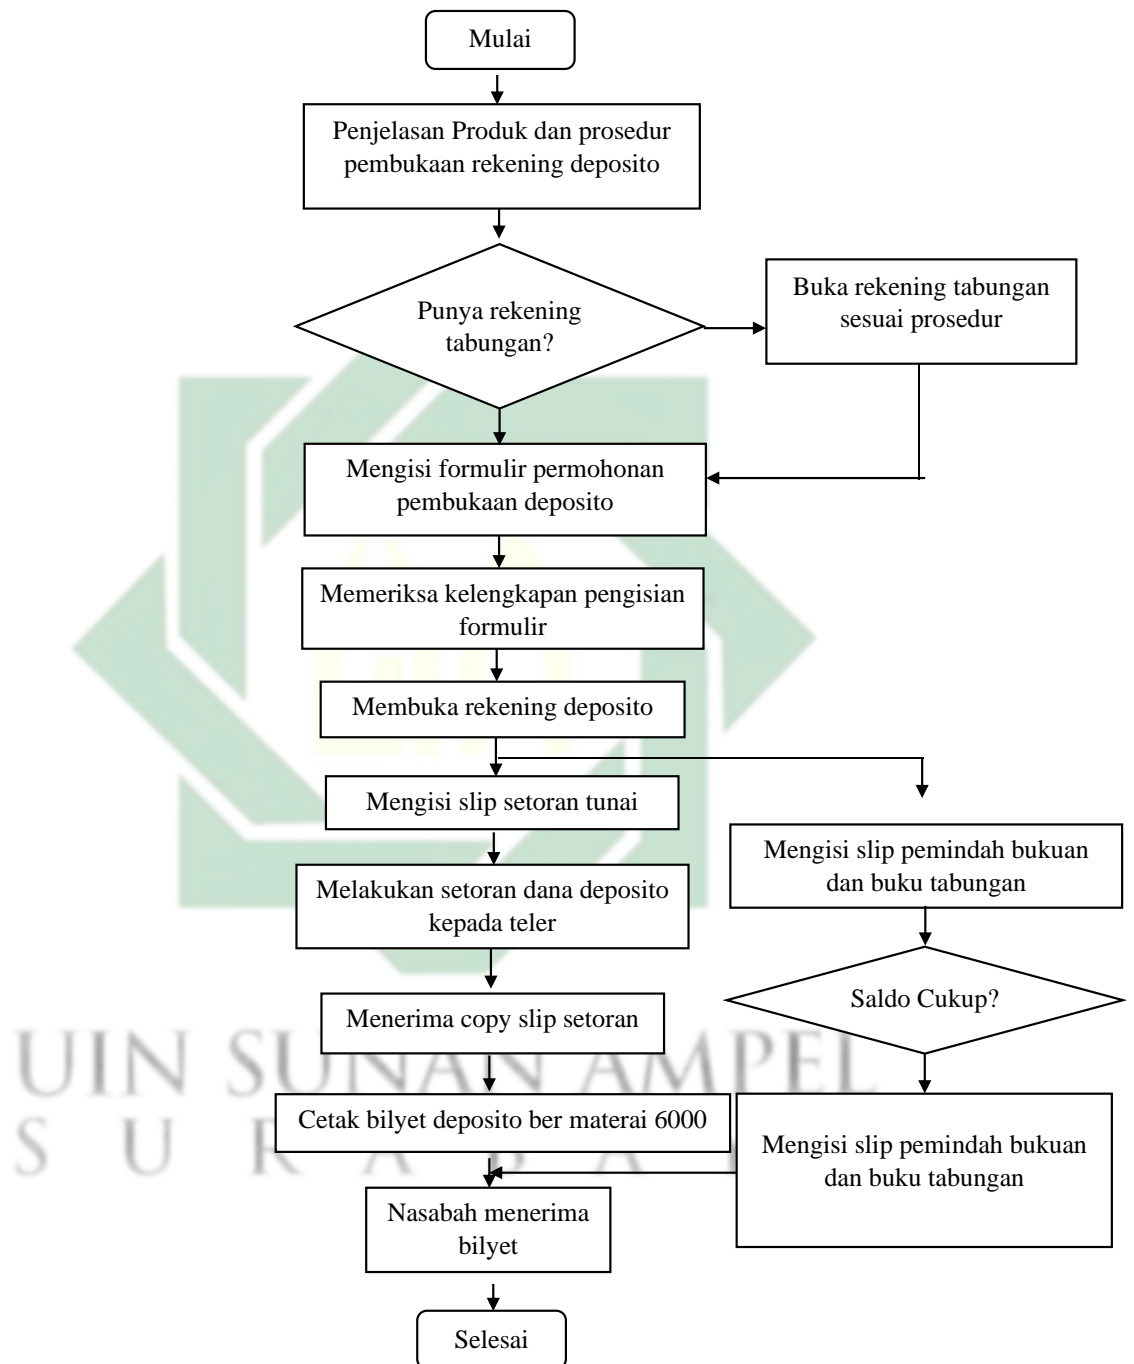 Mulai
Penjelasan Produk dan prosedur
pembukaan rekening deposito
Punya rekening
tabungan?
Buka rekening tabungan
sesuai prosedur
Mengisi formulir permohonan
pembukaan deposito
Memeriksa kelengkapan pengisian
formulir
Membuka rekening deposito
Mengisi slip setoran tunai
Mengisi slip pemindah bukuan
dan buku tabungan
Melakukan setoran dana deposito
kepada teler
Saldo Cukup?
Menerima copy slip setoran
UIN SUNAN AMPEL
Cetak bilyet deposito ber materai 6000
Mengisi slip pemindah bukuan
dan buku tabungan
S U R A B A
Nasabah menerima
bilyet
Selesai